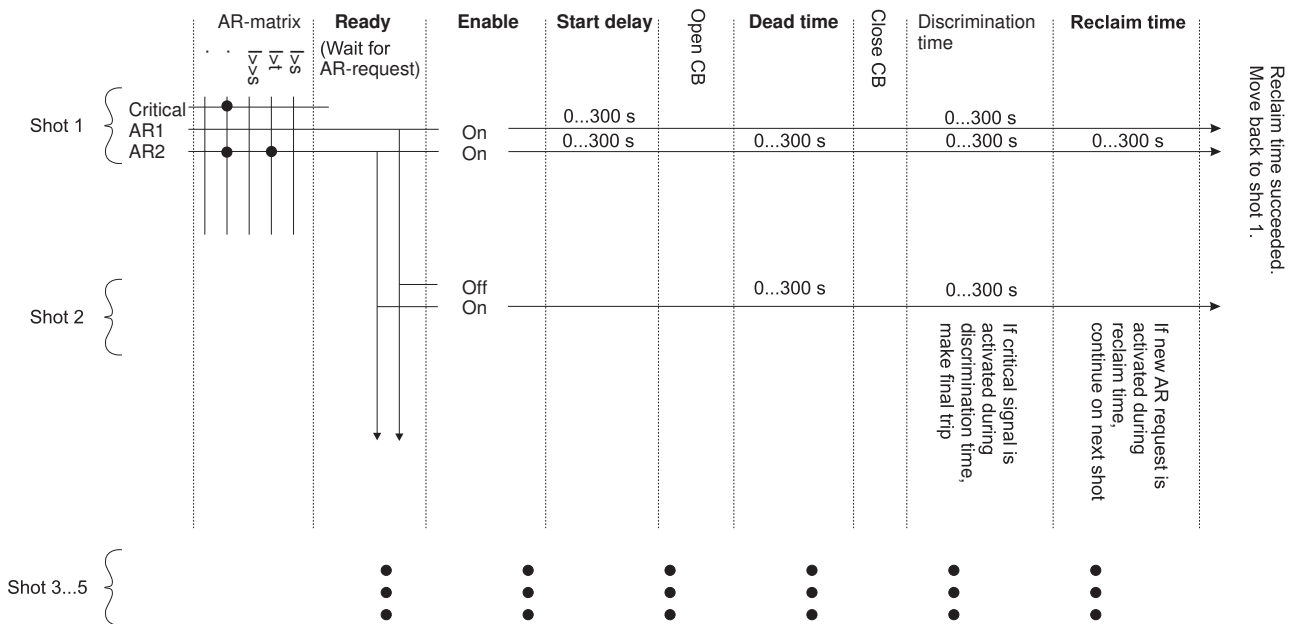 AR-matrix
Ready
(Wait for
AR-request)
Enable
Start delay
Open CB
Dead time
Close CB
Discrimination
time
Reclaim time
. . I>>s I>t I>s
Shot 1
Critical
AR1
AR2
On
On
0...300 s
0...300 s
0...300 s
0...300 s
0...300 s
0...300 s
Reclaim time succeeded.
Move back to shot 1.
Shot 2
Off
On
0...300 s
0...300 s
If critical signal is
activated during
discrimination time,
make final trip
If new AR request is
activated during
reclaim time,
continue on next shot
Shot 3...5